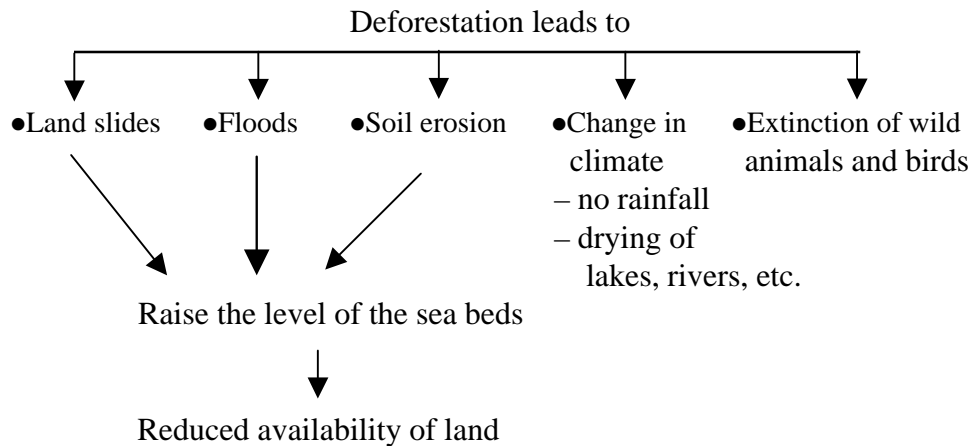 Deforestation leads to
●Land slides
●Floods
●Soil erosion
●Change in
climate
– no rainfall
– drying of
lakes, rivers, etc.
●Extinction of wild
animals and birds
Raise the level of the sea beds
Reduced availability of land